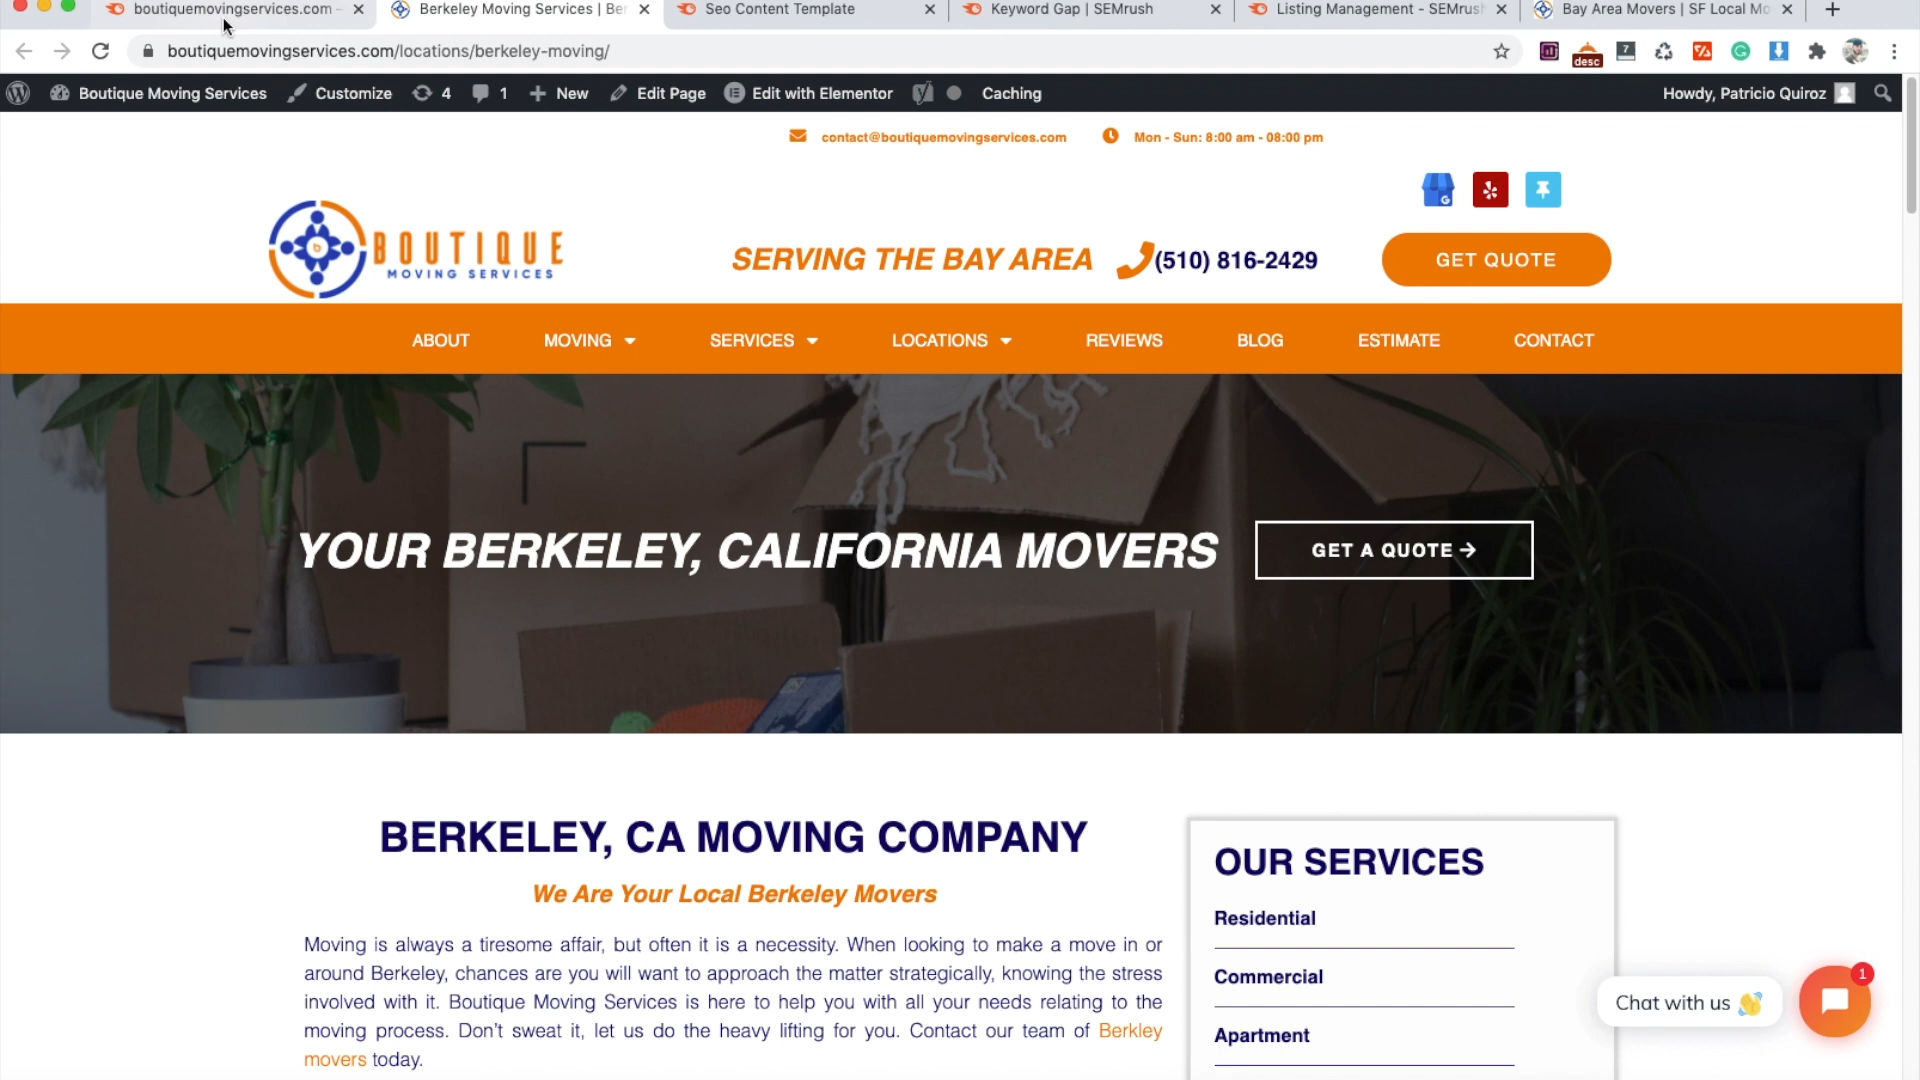 boutiquemovingservices.com -
Berkeley Moving Services | Ber
Seo Content Template
Keyword Gap | SEMrush
Listing Management - SEMrush
Bay Area Movers | SF Local Mo
boutiquemovingservices.com/locations/berkeley-moving/
desc
7
Boutique Moving Services
Customize
4
1
New
Edit Page
Edit with Elementor
Caching
Howdy, Patricio Quiroz
contact@boutiquemovingservices.com
Mon - Sun: 8:00 am - 08:00 pm
BOUTIQUE
MOVING SERVICES
SERVING THE BAY AREA
(510) 816-2429
GET QUOTE
ABOUT
MOVING
SERVICES
LOCATIONS
REVIEWS
BLOG
ESTIMATE
CONTACT
YOUR BERKELEY, CALIFORNIA MOVERS
GET A QUOTE →
BERKELEY, CA MOVING COMPANY
We Are Your Local Berkeley Movers
Moving is always a tiresome affair, but often it is a necessity. When looking to make a move in or
around Berkeley, chances are you will want to approach the matter strategically, knowing the stress
involved with it. Boutique Moving Services is here to help you with all your needs relating to the
moving process. Don't sweat it, let us do the heavy lifting for you. Contact our team of Berkley
movers today.
OUR SERVICES
Residential
Commercial
Apartment
Chat with us 👋
1